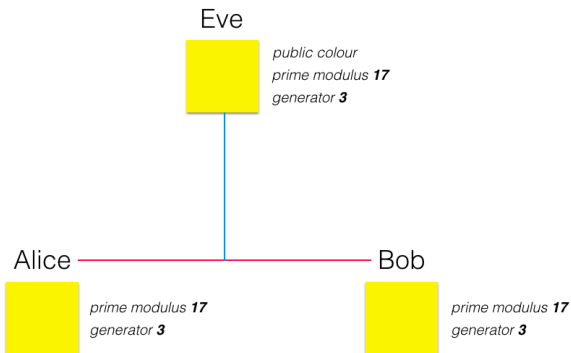 Eve
public colour
prime modulus 17
generator 3
Alice
Bob
prime modulus 17
generator 3
prime modulus 17
generator 3